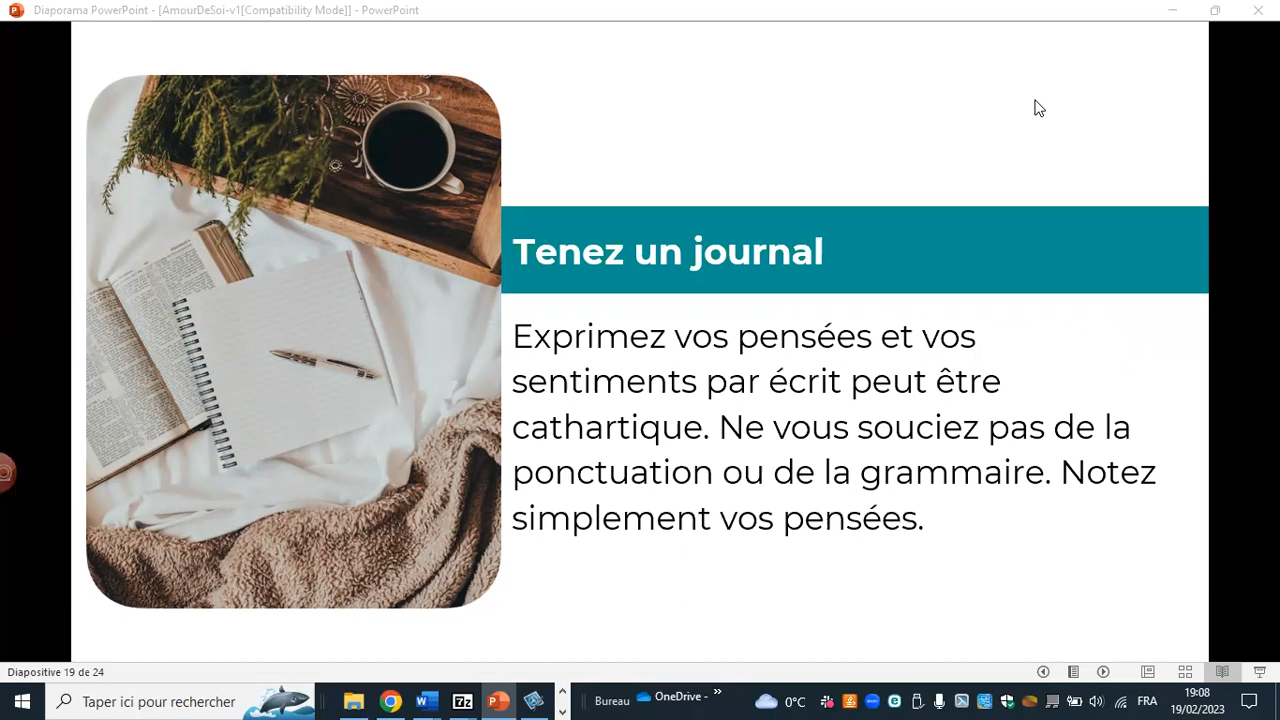 Diaporama PowerPoint - [AmourDeSoi-v1[Compatibility Mode]] - PowerPoint
Tenez un journal
Exprimez vos pensées et vos
sentiments par écrit peut être
cathartique. Ne vous souciez pas de la
ponctuation ou de la grammaire. Notez
simplement vos pensées.
Diapositive 19 de 24
Taper ici pour rechercher
Bureau
OneDrive -
0°C
FRA
19:08
19/02/2023